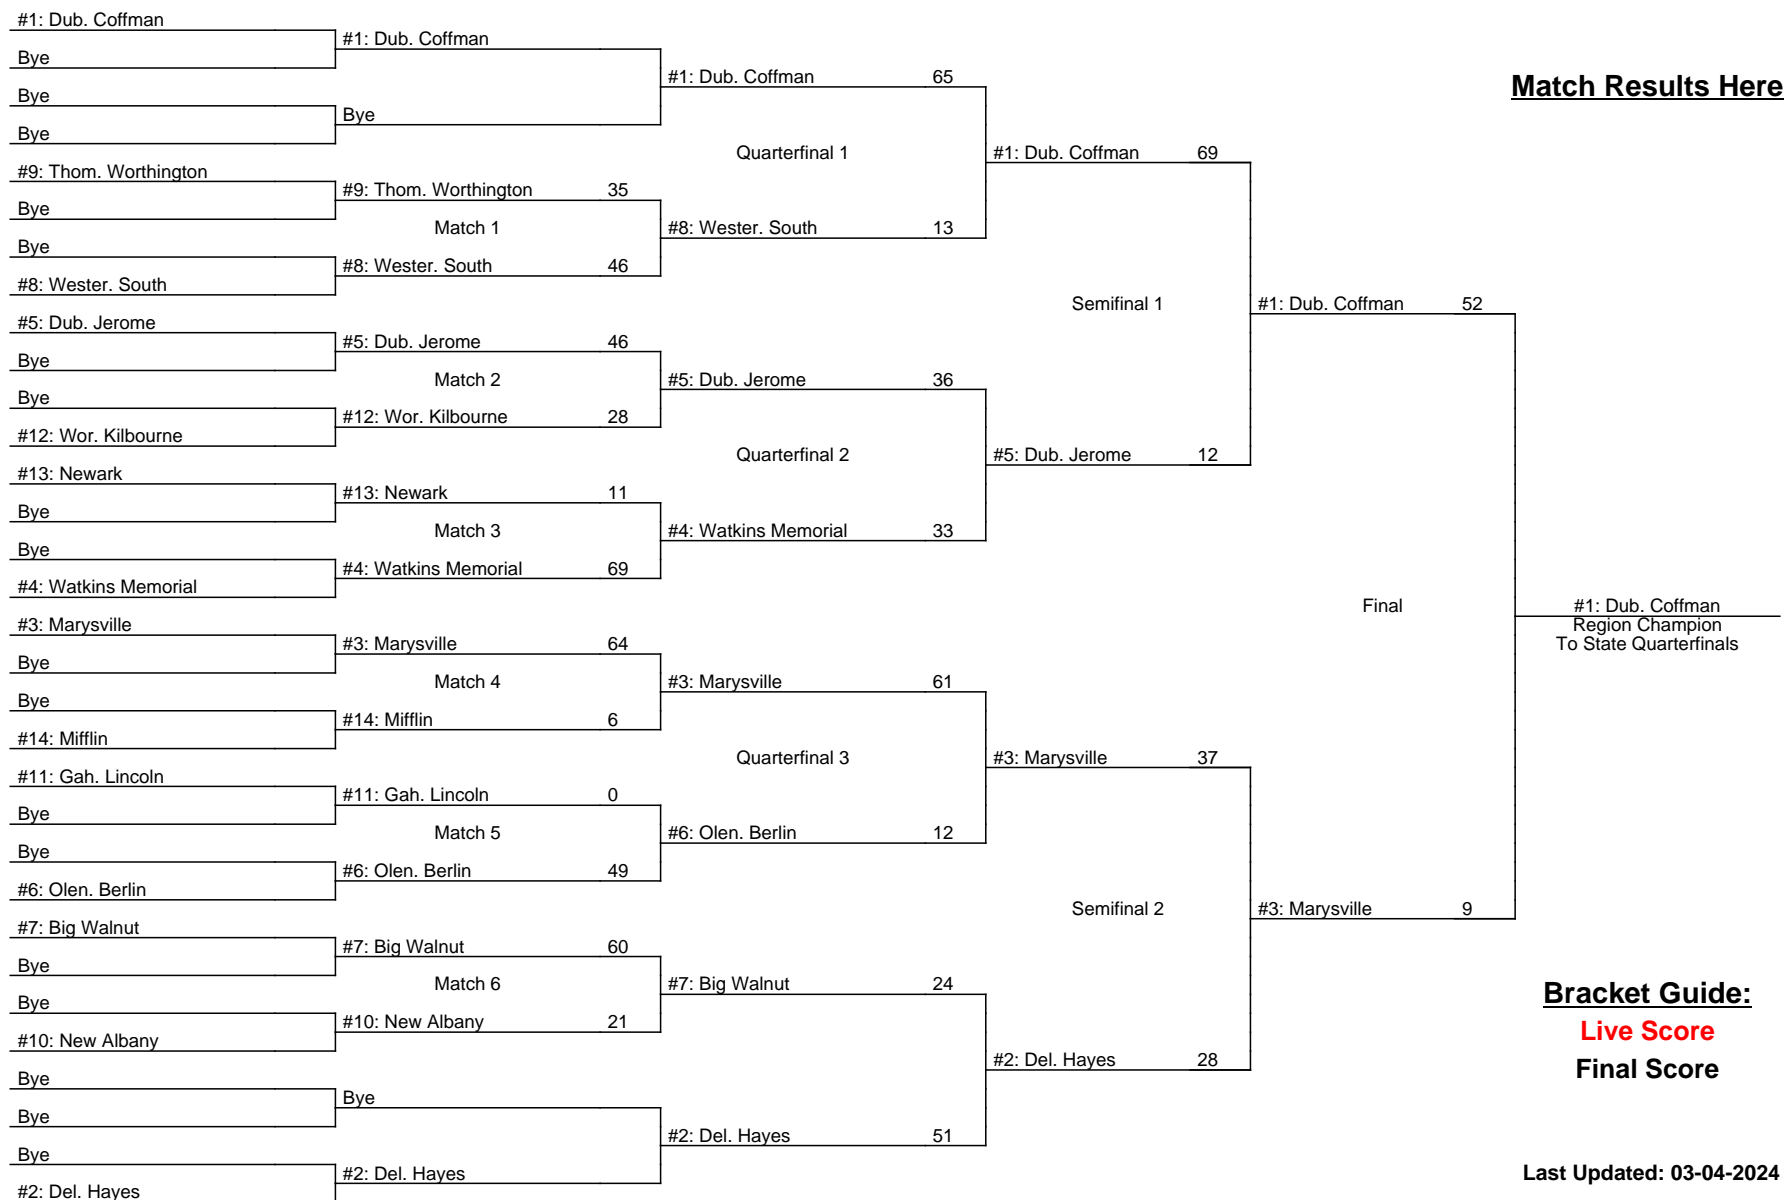 #1: Dub. Coffman
Bye
Bye
Bye
#9: Thom. Worthington
Bye
Bye
#8: Wester. South
#5: Dub. Jerome
Bye
Bye
#12: Wor. Kilbourne
#13: Newark
Bye
Bye
#4: Watkins Memorial
#3: Marysville
Bye
Bye
#14: Mifflin
#11: Gah. Lincoln
Bye
Bye
#6: Olen. Berlin
#7: Big Walnut
Bye
Bye
#10: New Albany
Bye
Bye
Bye
#2: Del. Hayes
#1: Dub. Coffman
Bye
#9: Thom. Worthington 35
Match 1
#8: Wester. South 46
#5: Dub. Jerome 46
Match 2
#12: Wor. Kilbourne 28
#13: Newark 11
Match 3
#4: Watkins Memorial 69
#3: Marysville 64
Match 4
#14: Mifflin 6
#11: Gah. Lincoln 0
Match 5
#6: Olen. Berlin 49
#7: Big Walnut 60
Match 6
#10: New Albany 21
Bye
#2: Del. Hayes
#1: Dub. Coffman 65
Quarterfinal 1
#8: Wester. South 13
#5: Dub. Jerome 36
Quarterfinal 2
#4: Watkins Memorial 33
#3: Marysville 61
Quarterfinal 3
#6: Olen. Berlin 12
#7: Big Walnut 24
#2: Del. Hayes 51
#1: Dub. Coffman 69
Semifinal 1
#5: Dub. Jerome 12
#3: Marysville 37
Semifinal 2
#2: Del. Hayes 28
#1: Dub. Coffman 52
Final
#3: Marysville 9
#1: Dub. Coffman
Region Champion
To State Quarterfinals
Match Results Here
Bracket Guide:
Live Score
Final Score
Last Updated: 03-04-2024